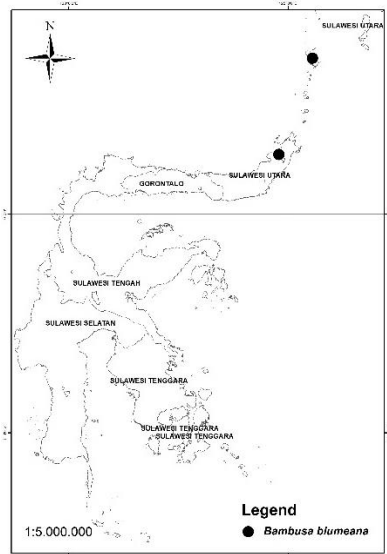 SULAWESI UTARA
N
SULAWESI UTARA
GORONTALO
SULAWESI TENGAH
SULAWESI SELATAN
SULAWESI TENGGARA
SULAWESI TENGGARA
SULAWESI TENGGARA
Legend
1:5.000.000
Bambusa blumeana